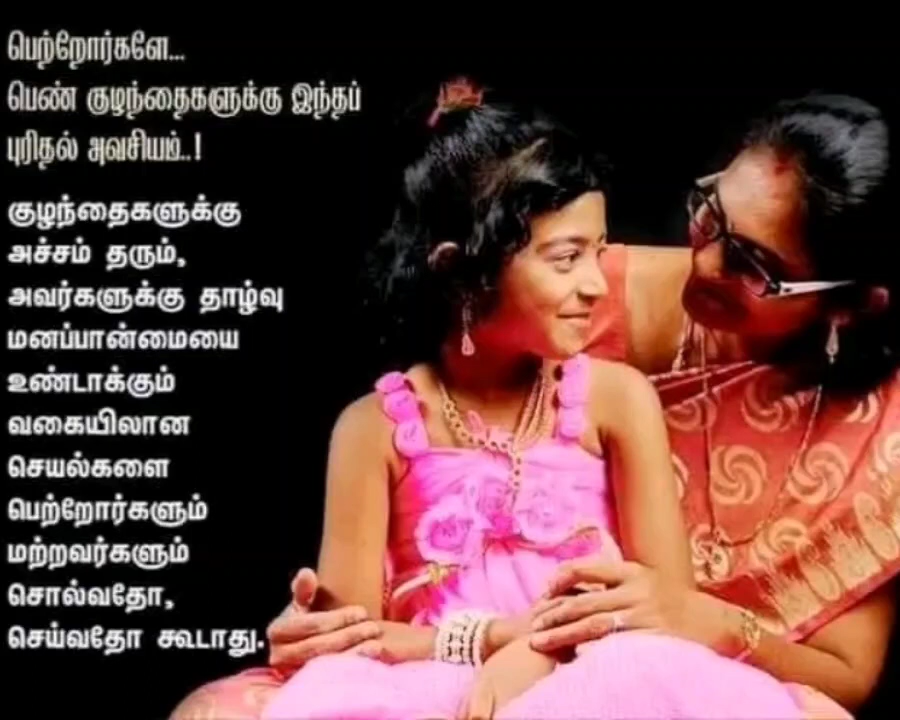 பெற்றோர்களே...
பெண் குழந்தைகளுக்கு இந்தப்
புரிதல் அவசியம்..!
குழந்தைகளுக்கு
அச்சம் தரும்,
அவர்களுக்கு தாழ்வு
மனப்பான்மையை
உண்டாக்கும்
வகையிலான
செயல்களை
பெற்றோர்களும்
மற்றவர்களும்
சொல்வதோ,
செய்வதோ கூடாது.